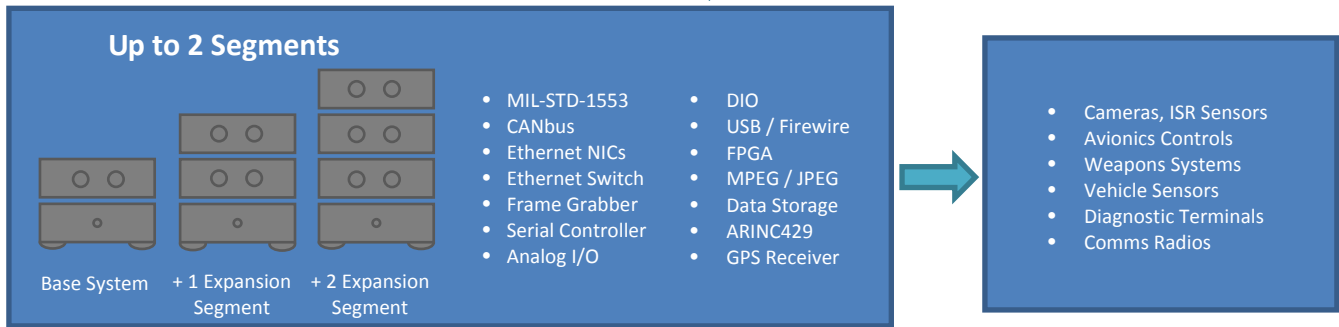 Up to 2 Segments
Base System
+ 1 Expansion
Segment
+ 2 Expansion
Segment
• MIL-STD-1553
• CANbus
• Ethernet NICs
• Ethernet Switch
• Frame Grabber
• Serial Controller
• Analog I/O
• DIO
• USB / Firewire
• FPGA
• MPEG / JPEG
• Data Storage
• ARINC429
• GPS Receiver
• Cameras, ISR Sensors
• Avionics Controls
• Weapons Systems
• Vehicle Sensors
• Diagnostic Terminals
• Comms Radios